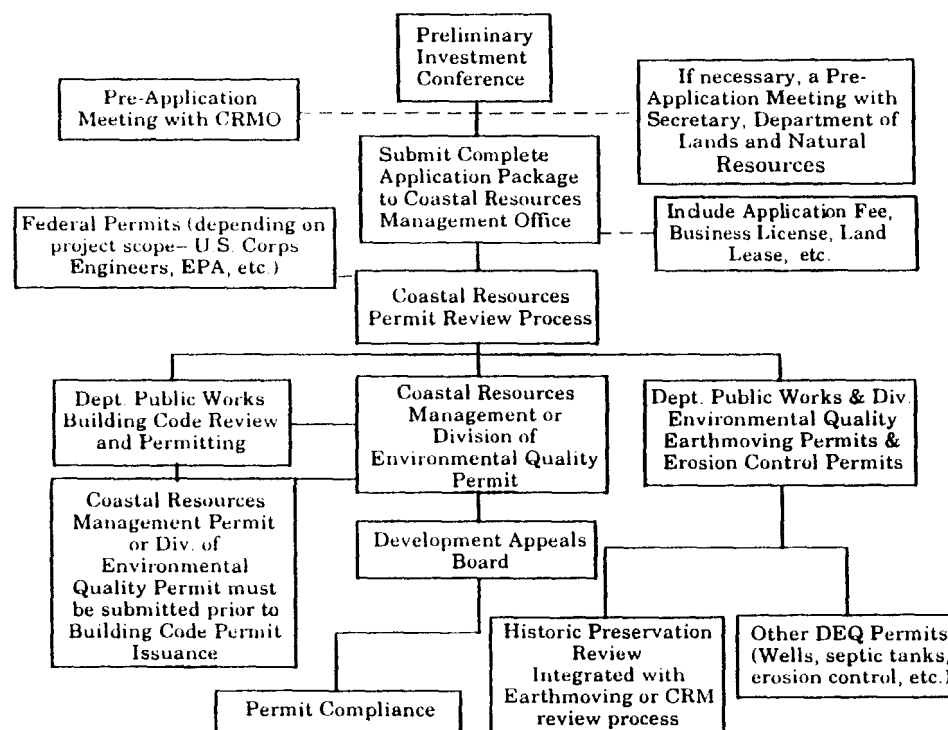 Preliminary
Investment
Conference
Pre-Application
Meeting with CRMO
If necessary, a Pre-
Application Meeting with
Secretary, Department of
Lands and Natural
Resources
Submit Complete
Application Package
to Coastal Resources
Management Office
Federal Permits (depending on
project scope– U.S. Corps
Engineers, EPA, etc.)
Include Application Fee,
Business License, Land
Lease, etc.
Coastal Resources
Permit Review Process
Dept. Public Works
Building Code Review
and Permitting
Coastal Resources
Management or
Division of
Environmental Quality
Permit
Dept. Public Works & Div.
Environmental Quality
Earthmoving Permits &
Erosion Control Permits
Coastal Resources
Management Permit
or Div. of
Environmental
Quality Permit must
be submitted prior to
Building Code Permit
Issuance
Development Appeals
Board
Historic Preservation
Review
Integrated with
Earthmoving or CRM
review process
Other DEQ Permits
(Wells, septic tanks,
erosion control, etc.)
Permit Compliance